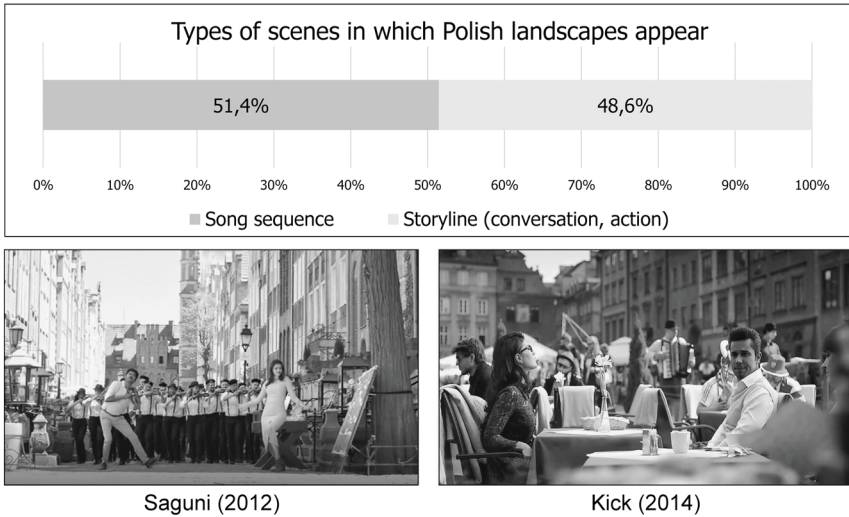 Types of scenes in which Polish landscapes appear
51,4% 48,6%
0% 10% 20% 30% 40% 50% 60% 70% 80% 90% 100%
Song sequence Storyline (conversation, action)
Saguni (2012) Kick (2014)